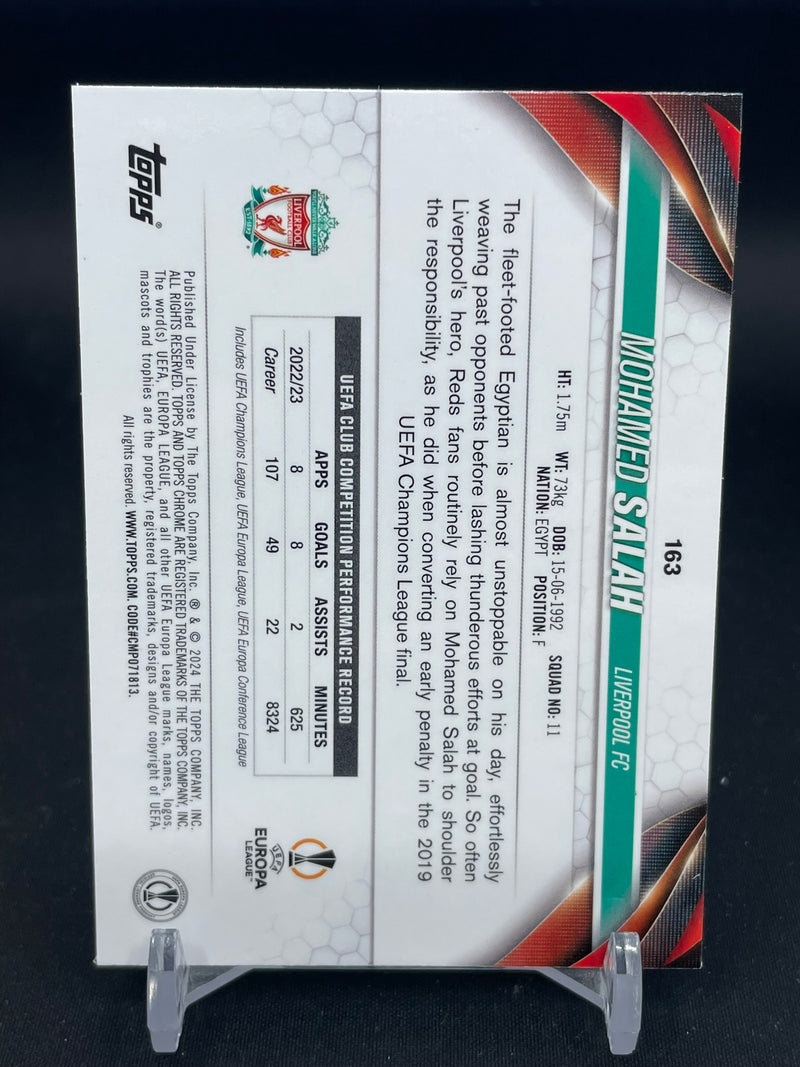 163
MOHAMED SALAH LIVERPOOL FC
HT: 1.75m WT: 73kg DOB: 15-06-1992 SQUAD NO: 11
NATION: EGYPT POSITION: F
The fleet-footed Egyptian is almost unstoppable on his day, effortlessly
weaving past opponents before lashing thunderous efforts at goal. So often
Liverpool's hero, Reds fans routinely rely on Mohamed Salah to shoulder
the responsibility, as he did when converting an early penalty in the 2019
UEFA Champions League final.
LIVERPOOL
FOOTBALL CLUB
EST·1892
UEFA CLUB COMPETITION PERFORMANCE RECORD
APPS GOALS ASSISTS MINUTES
2022/23 8 8 2 625
Career 107 49 22 8324
Includes UEFA Champions League, UEFA Europa League, UEFA Europa Conference League
UEFA
EUROPA
LEAGUE™
topps®
Published Under License by The Topps Company, Inc. ® & © 2024 THE TOPPS COMPANY, INC.
ALL RIGHTS RESERVED. TOPPS AND TOPPS CHROME ARE REGISTERED TRADEMARKS OF THE TOPPS COMPANY, INC.
The word(s) UEFA, EUROPA LEAGUE, and all other UEFA Europa League marks, names, logos,
mascots and trophies are the property, registered trademarks, designs and/or copyright of UEFA.
All rights reserved. WWW.TOPPS.COM. CODE#CMP071813.